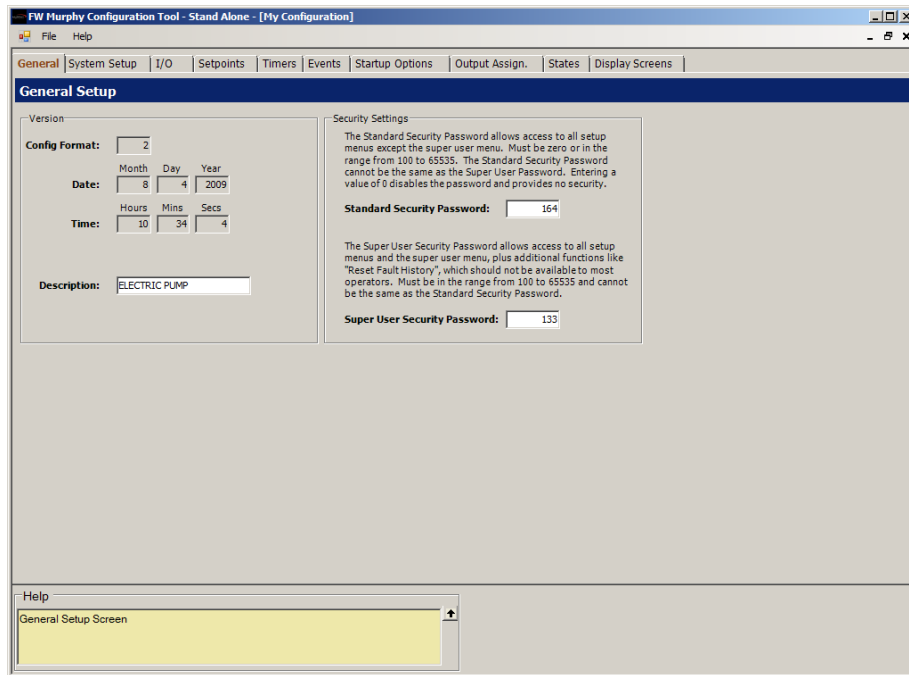 FW Murphy Configuration Tool - Stand Alone - [My Configuration]
File Help
General System Setup I/O Setpoints Timers Events Startup Options Output Assign. States Display Screens
General Setup
Version
Config Format: 2
Month Day Year
Date: 8 4 2009
Hours Mins Secs
Time: 10 34 4
Description: ELECTRIC PUMP
Security Settings
The Standard Security Password allows access to all setup
menus except the super user menu. Must be zero or in the
range from 100 to 65535. The Standard Security Password
cannot be the same as the Super User Password. Entering a
value of 0 disables the password and provides no security.
Standard Security Password: 164
The Super User Security Password allows access to all setup
menus and the super user menu, plus additional functions like
"Reset Fault History", which should not be available to most
operators. Must be in the range from 100 to 65535 and cannot
be the same as the Standard Security Password.
Super User Security Password: 133
Help
General Setup Screen